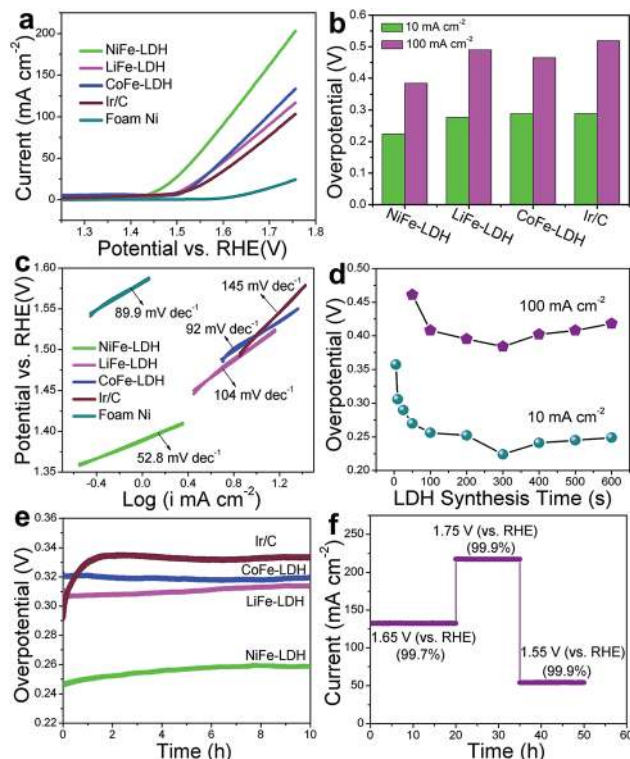 a
200
150
100
50
0
Current (mA cm⁻²)
NiFe-LDH
LiFe-LDH
CoFe-LDH
Ir/C
Foam Ni
1.3 1.4 1.5 1.6 1.7 1.8
Potential vs. RHE(V)
b
10 mA cm⁻²
100 mA cm⁻²
0.6
0.5
0.4
0.3
0.2
0.1
0.0
Overpotential (V)
NiFe-LDH LiFe-LDH CoFe-LDH Ir/C
c
1.60
1.55
1.50
1.45
1.40
1.35
Potential vs. RHE(V)
145 mV dec⁻¹
89.9 mV dec⁻¹
92 mV dec⁻¹
104 mV dec⁻¹
52.8 mV dec⁻¹
NiFe-LDH
LiFe-LDH
CoFe-LDH
Ir/C
Foam Ni
-0.4 0.0 0.4 0.8 1.2 1.6
Log (i mA cm⁻²)
d
0.50
0.45
0.40
0.35
0.30
0.25
0.20
Overpotential (V)
100 mA cm⁻²
10 mA cm⁻²
0 100 200 300 400 500 600
LDH Synthesis Time (s)
e
0.36
0.34
0.32
0.30
0.28
0.26
0.24
0.22
Overpotential (V)
Ir/C
CoFe-LDH
LiFe-LDH
NiFe-LDH
0 2 4 6 8 10
Time (h)
f
250
200
150
100
50
0
Current (mA cm⁻²)
1.75 V (vs. RHE)
(99.9%)
1.65 V (vs. RHE)
(99.7%)
1.55 V (vs. RHE)
(99.9%)
0 10 20 30 40 50 60
Time (h)